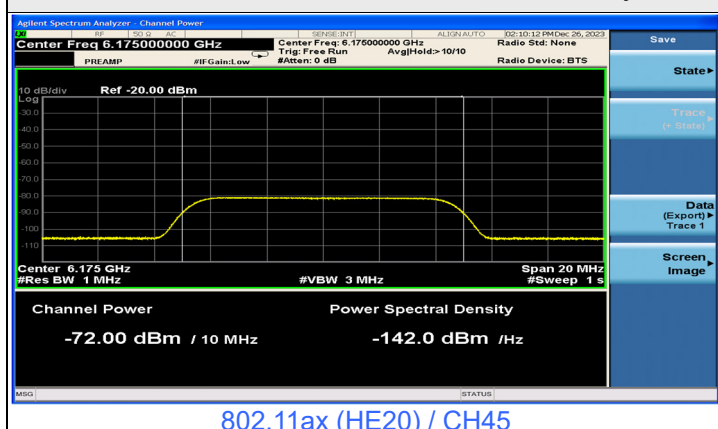 Agilent Spectrum Analyzer - Channel Power
RF 50 Ω AC SENSE:INT ALIGNAUTO 02:10:12 PM Dec 26, 2023
Center Freq 6.175000000 GHz Center Freq: 6.175000000 GHz Radio Std: None
Trig: Free Run Avg|Hold:> 10/10
PREAMP #IFGain:Low #Atten: 0 dB Radio Device: BTS
10 dB/div Ref -20.00 dBm
Log
-30.0
-40.0
-50.0
-60.0
-70.0
-80.0
-90.0
-100
-110
Center 6.175 GHz Span 20 MHz
#Res BW 1 MHz #VBW 3 MHz #Sweep 1 s
Channel Power Power Spectral Density
-72.00 dBm / 10 MHz -142.0 dBm /Hz
MSG STATUS
Save
State
Trace
(+ State)
Data
(Export)
Trace 1
Screen
Image
802.11ax (HE20) / CH45